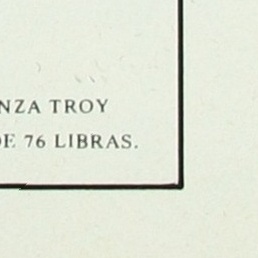 NZA TROY
DE 76 LIBRAS.